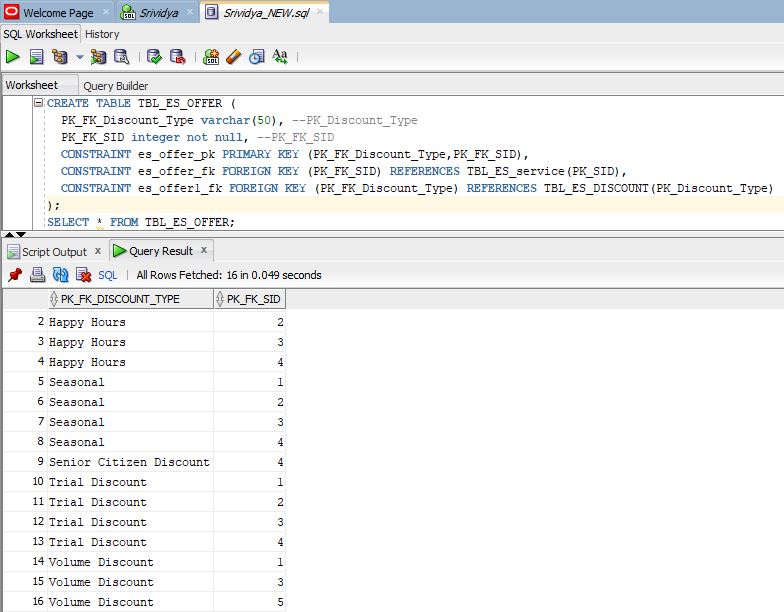 Welcome Page × Srividya × Srividya_NEW.sql ×
SQL Worksheet History
Worksheet Query Builder
CREATE TABLE TBL_ES_OFFER (
PK_FK_Discount_Type varchar(50), --PK_Discount_Type
PK_FK_SID integer not null, --PK_FK_SID
CONSTRAINT es_offer_pk PRIMARY KEY (PK_FK_Discount_Type,PK_FK_SID),
CONSTRAINT es_offer_fk FOREIGN KEY (PK_FK_SID) REFERENCES TBL_ES_service(PK_SID),
CONSTRAINT es_offer1_fk FOREIGN KEY (PK_FK_Discount_Type) REFERENCES TBL_ES_DISCOUNT(PK_Discount_Type)
);
SELECT * FROM TBL_ES_OFFER;
Script Output × Query Result ×
SQL | All Rows Fetched: 16 in 0.049 seconds
PK_FK_DISCOUNT_TYPE PK_FK_SID
2 Happy Hours 2
3 Happy Hours 3
4 Happy Hours 4
5 Seasonal 1
6 Seasonal 2
7 Seasonal 3
8 Seasonal 4
9 Senior Citizen Discount 4
10 Trial Discount 1
11 Trial Discount 2
12 Trial Discount 3
13 Trial Discount 4
14 Volume Discount 1
15 Volume Discount 3
16 Volume Discount 5